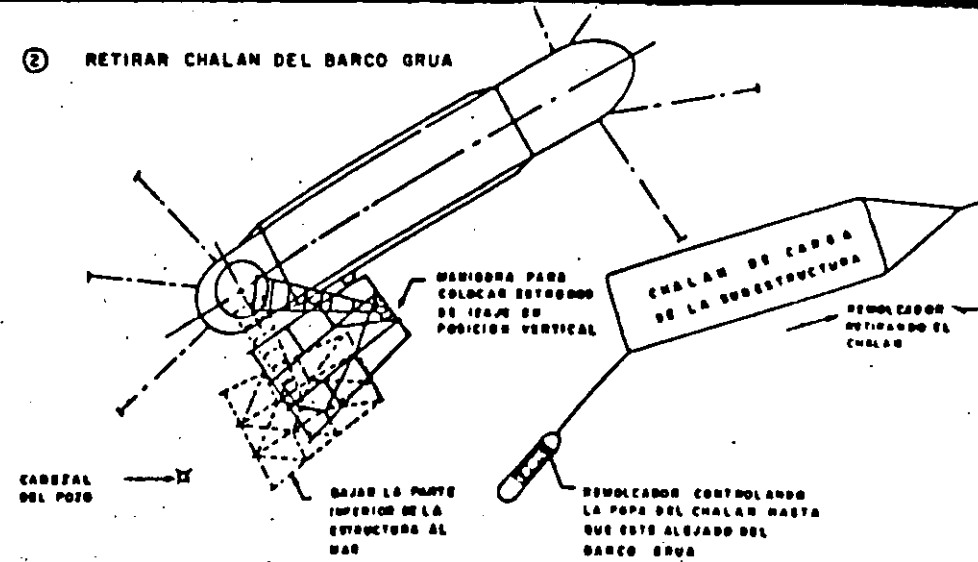 ② RETIRAR CHALAN DEL BARCO GRUA
MANIOBRA PARA
COLOCAR ESTROBOS
DE IZAJE EN
POSICION VERTICAL
CHALAN DE CARGA
DE LA SUBESTRUCTURA
REMOLCADOR
RETIRANDO EL
CHALAN
CABEZAL
DEL POZO
BAJAR LA PARTE
INFERIOR DE LA
ESTRUCTURA AL
MAR
REMOLCADOR CONTROLANDO
LA POPA DEL CHALAN HASTA
QUE ESTE ALEJADO DEL
BARCO GRUA